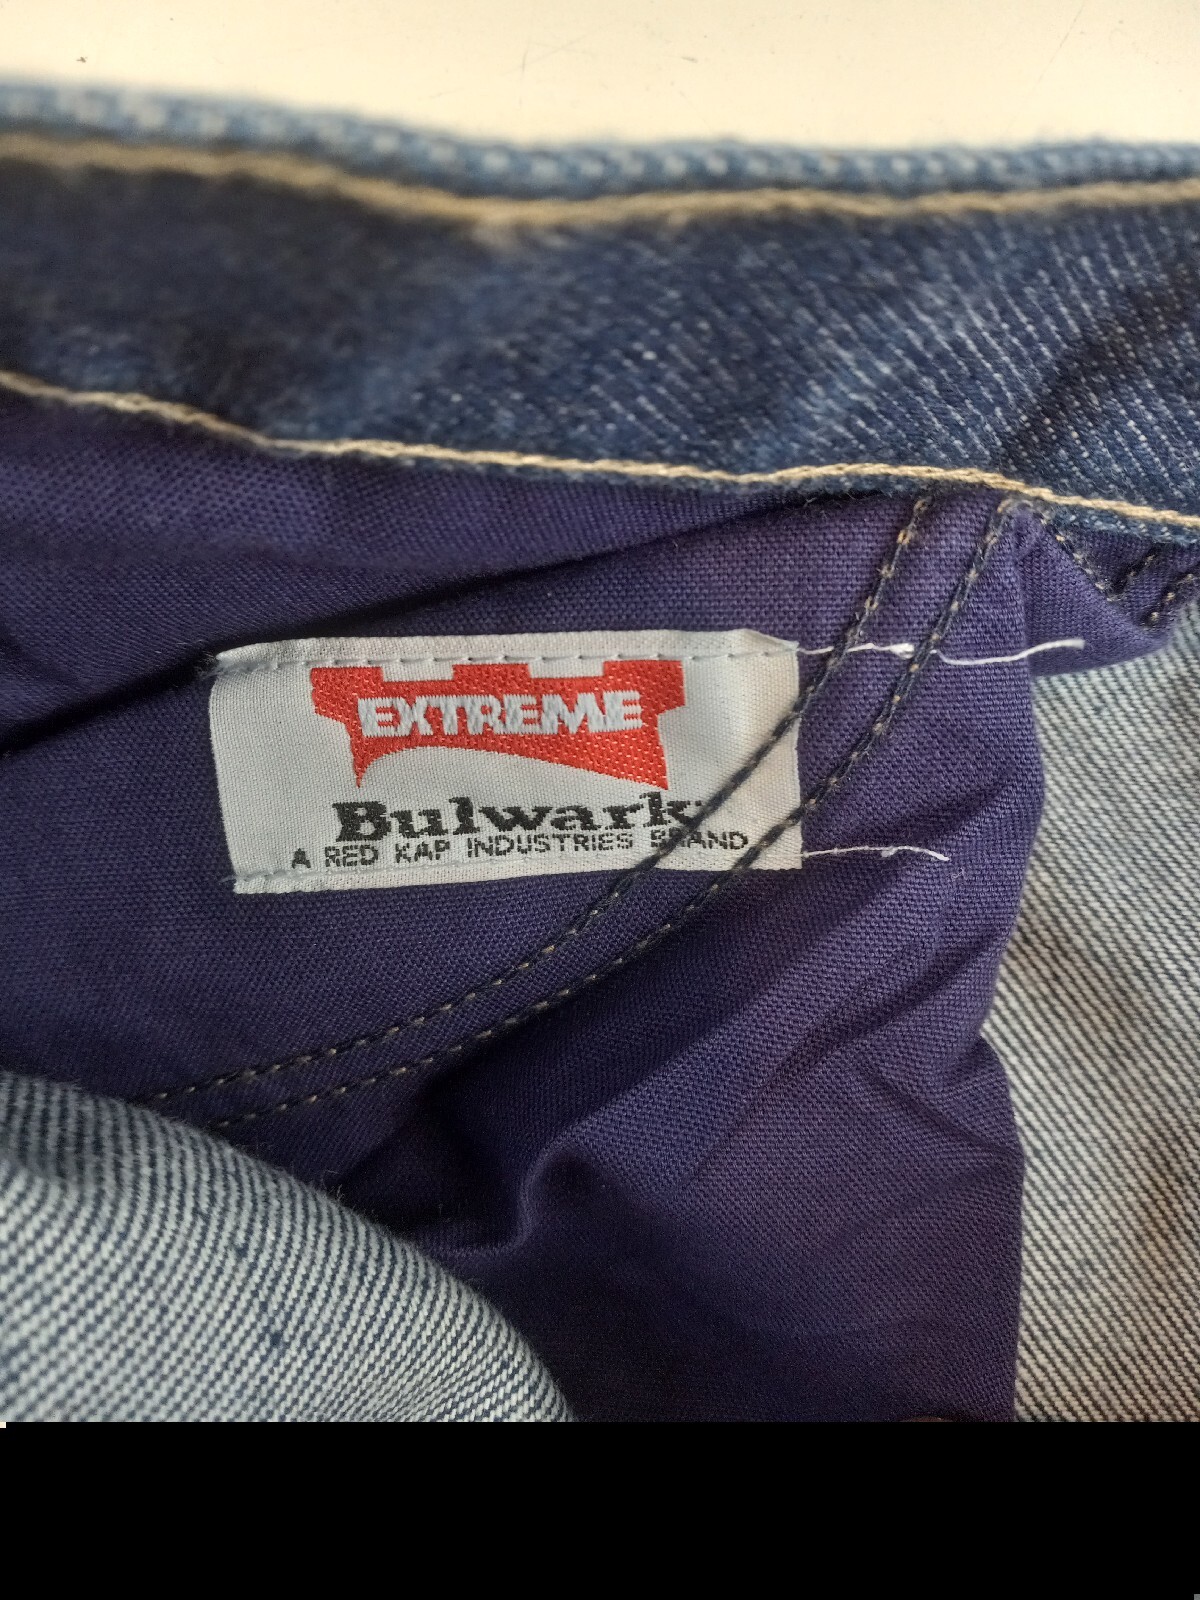 EXTREME
Bulwark
A RED KAP INDUSTRIES BRAND